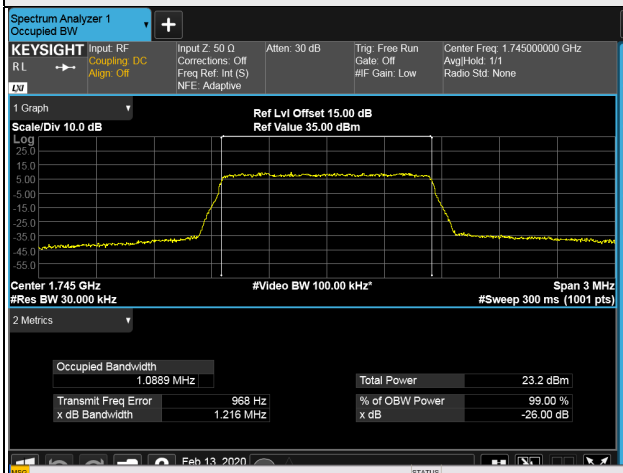 Spectrum Analyzer 1
Occupied BW
KEYSIGHT
RL
LXI
Input: RF
Coupling: DC
Align: Off
Input Z: 50 Ω
Corrections: Off
Freq Ref: Int (S)
NFE: Adaptive
Atten: 30 dB
Trig: Free Run
Gate: Off
#IF Gain: Low
Center Freq: 1.745000000 GHz
Avg|Hold: 1/1
Radio Std: None
1 Graph
Scale/Div 10.0 dB
Ref Lvl Offset 15.00 dB
Ref Value 35.00 dBm
Log
25.0
15.0
5.00
-5.00
-15.0
-25.0
-35.0
-45.0
-55.0
Center 1.745 GHz
#Res BW 30.000 kHz
#Video BW 100.00 kHz*
Span 3 MHz
#Sweep 300 ms (1001 pts)
2 Metrics
Occupied Bandwidth
1.0889 MHz
Total Power 23.2 dBm
Transmit Freq Error 968 Hz
% of OBW Power 99.00 %
x dB Bandwidth 1.216 MHz
x dB -26.00 dB
Feb 13, 2020
MSG
STATUS